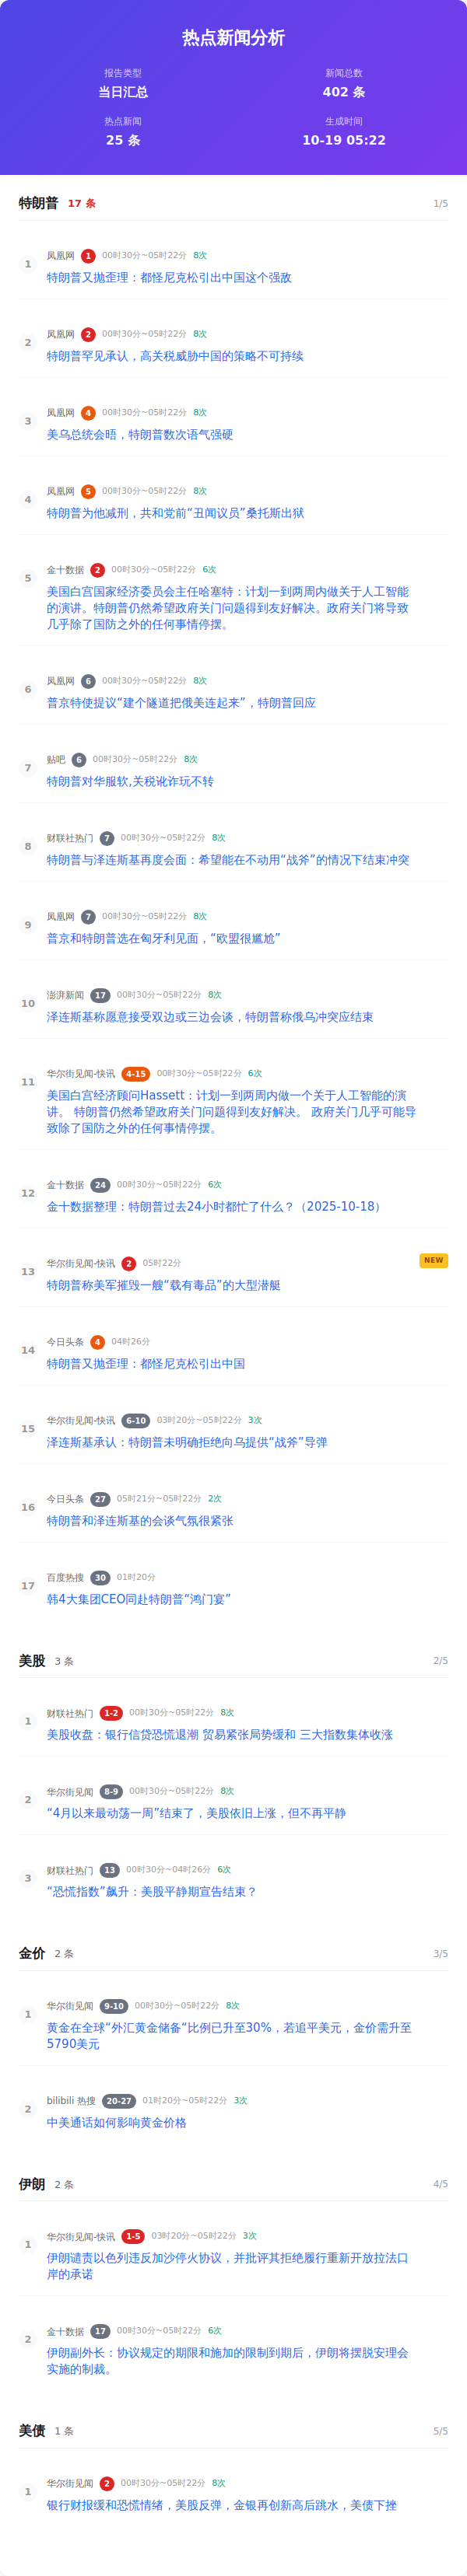 热点新闻分析
报告类型
当日汇总
新闻总数
402 条
热点新闻
25 条
生成时间
10-19 05:22
特朗普 17 条 1/5
1 凤凰网 1 00时30分~05时22分 8次
特朗普又抛歪理：都怪尼克松引出中国这个强敌
2 凤凰网 2 00时30分~05时22分 8次
特朗普罕见承认，高关税威胁中国的策略不可持续
3 凤凰网 4 00时30分~05时22分 8次
美乌总统会晤，特朗普数次语气强硬
4 凤凰网 5 00时30分~05时22分 8次
特朗普为他减刑，共和党前“丑闻议员”桑托斯出狱
5 金十数据 2 00时30分~05时22分 6次
美国白宫国家经济委员会主任哈塞特：计划一到两周内做关于人工智能
的演讲。特朗普仍然希望政府关门问题得到友好解决。政府关门将导致
几乎除了国防之外的任何事情停摆。
6 凤凰网 6 00时30分~05时22分 8次
普京特使提议“建个隧道把俄美连起来”，特朗普回应
7 贴吧 6 00时30分~05时22分 8次
特朗普对华服软,关税讹诈玩不转
8 财联社热门 7 00时30分~05时22分 8次
特朗普与泽连斯基再度会面：希望能在不动用“战斧”的情况下结束冲突
9 凤凰网 7 00时30分~05时22分 8次
普京和特朗普选在匈牙利见面，“欧盟很尴尬”
10 澎湃新闻 17 00时30分~05时22分 8次
泽连斯基称愿意接受双边或三边会谈，特朗普称俄乌冲突应结束
11 华尔街见闻-快讯 4-15 00时30分~05时22分 6次
美国白宫经济顾问Hassett：计划一到两周内做一个关于人工智能的演
讲。 特朗普仍然希望政府关门问题得到友好解决。 政府关门几乎可能导
致除了国防之外的任何事情停摆。
12 金十数据 24 00时30分~05时22分 6次
金十数据整理：特朗普过去24小时都忙了什么？（2025-10-18）
13 华尔街见闻-快讯 2 05时22分 NEW
特朗普称美军摧毁一艘“载有毒品”的大型潜艇
14 今日头条 4 04时26分
特朗普又抛歪理：都怪尼克松引出中国
15 华尔街见闻-快讯 6-10 03时20分~05时22分 3次
泽连斯基承认：特朗普未明确拒绝向乌提供“战斧”导弹
16 今日头条 27 05时21分~05时22分 2次
特朗普和泽连斯基的会谈气氛很紧张
17 百度热搜 30 01时20分
韩4大集团CEO同赴特朗普“鸿门宴”
美股 3 条 2/5
1 财联社热门 1-2 00时30分~05时22分 8次
美股收盘：银行信贷恐慌退潮 贸易紧张局势缓和 三大指数集体收涨
2 华尔街见闻 8-9 00时30分~05时22分 8次
“4月以来最动荡一周”结束了，美股依旧上涨，但不再平静
3 财联社热门 13 00时30分~04时26分 6次
“恐慌指数”飙升：美股平静期宣告结束？
金价 2 条 3/5
1 华尔街见闻 9-10 00时30分~05时22分 8次
黄金在全球“外汇黄金储备“比例已升至30%，若追平美元，金价需升至
5790美元
2 bilibili 热搜 20-27 01时20分~05时22分 3次
中美通话如何影响黄金价格
伊朗 2 条 4/5
1 华尔街见闻-快讯 1-5 03时20分~05时22分 3次
伊朗谴责以色列违反加沙停火协议，并批评其拒绝履行重新开放拉法口
岸的承诺
2 金十数据 17 00时30分~05时22分 6次
伊朗副外长：协议规定的期限和施加的限制到期后，伊朗将摆脱安理会
实施的制裁。
美债 1 条 5/5
1 华尔街见闻 2 00时30分~05时22分 8次
银行财报缓和恐慌情绪，美股反弹，金银再创新高后跳水，美债下挫